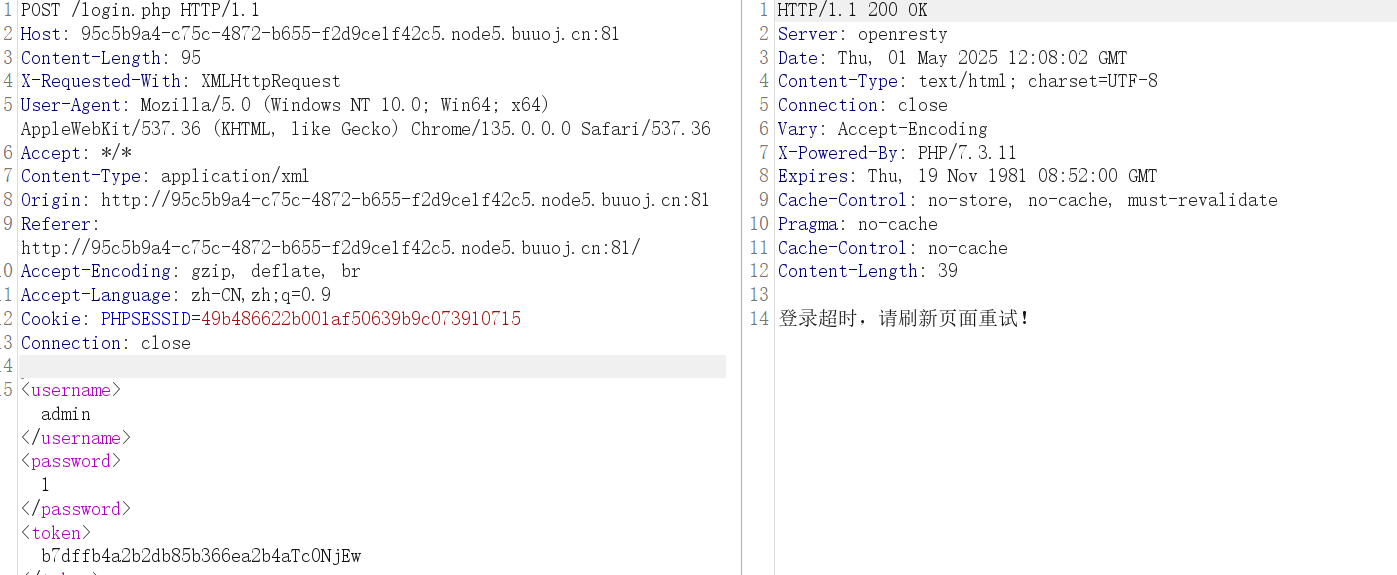 1 POST /login.php HTTP/1.1
2 Host: 95c5b9a4-c75c-4872-b655-f2d9ce1f42c5.node5.buuoj.cn:81
3 Content-Length: 95
4 X-Requested-With: XMLHttpRequest
5 User-Agent: Mozilla/5.0 (Windows NT 10.0; Win64; x64)
AppleWebKit/537.36 (KHTML, like Gecko) Chrome/135.0.0.0 Safari/537.36
6 Accept: */*
7 Content-Type: application/xml
8 Origin: http://95c5b9a4-c75c-4872-b655-f2d9ce1f42c5.node5.buuoj.cn:81
9 Referer:
http://95c5b9a4-c75c-4872-b655-f2d9ce1f42c5.node5.buuoj.cn:81/
0 Accept-Encoding: gzip, deflate, br
1 Accept-Language: zh-CN,zh;q=0.9
2 Cookie: PHPSESSID=49b486622b001af50639b9c073910715
3 Connection: close
4
5 <username>
admin
</username>
<password>
1
</password>
<token>
b7dffb4a2b2db85b366ea2b4aTc0NjEw
1 HTTP/1.1 200 OK
2 Server: openresty
3 Date: Thu, 01 May 2025 12:08:02 GMT
4 Content-Type: text/html; charset=UTF-8
5 Connection: close
6 Vary: Accept-Encoding
7 X-Powered-By: PHP/7.3.11
8 Expires: Thu, 19 Nov 1981 08:52:00 GMT
9 Cache-Control: no-store, no-cache, must-revalidate
10 Pragma: no-cache
11 Cache-Control: no-cache
12 Content-Length: 39
13
14 登录超时，请刷新页面重试!